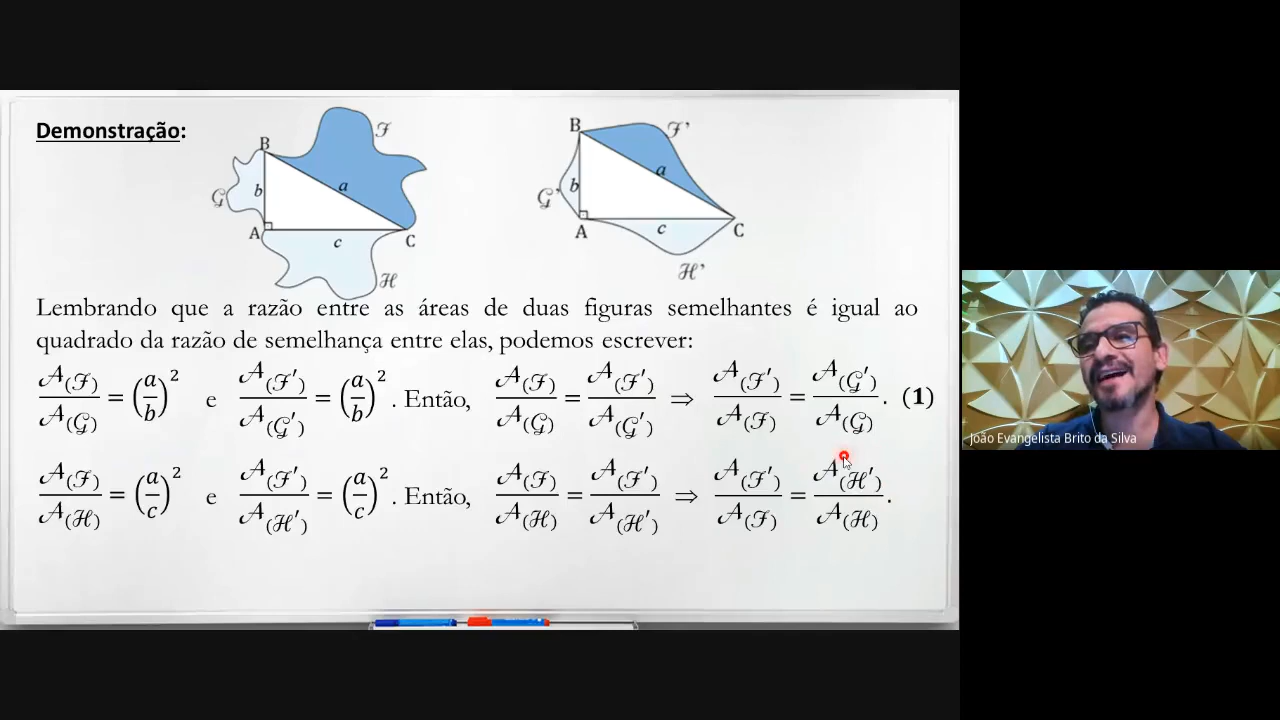 Demonstração:
B ℱ
𝒢 b a
A c C
ℋ
B ℱ'
𝒢' b a
A c C
ℋ'
Lembrando que a razão entre as áreas de duas figuras semelhantes é igual ao
quadrado da razão de semelhança entre elas, podemos escrever:
𝒜(ℱ)/𝒜(𝒢) = (a/b)² e 𝒜(ℱ′)/𝒜(𝒢′) = (a/b)². Então, 𝒜(ℱ)/𝒜(𝒢) = 𝒜(ℱ′)/𝒜(𝒢′) ⇒ 𝒜(ℱ′)/𝒜(ℱ) = 𝒜(𝒢′)/𝒜(𝒢). (1)
𝒜(ℱ)/𝒜(ℋ) = (a/c)² e 𝒜(ℱ′)/𝒜(ℋ′) = (a/c)². Então, 𝒜(ℱ)/𝒜(ℋ) = 𝒜(ℱ′)/𝒜(ℋ′) ⇒ 𝒜(ℱ′)/𝒜(ℱ) = 𝒜(ℋ′)/𝒜(ℋ).
João Evangelista Brito da Silva